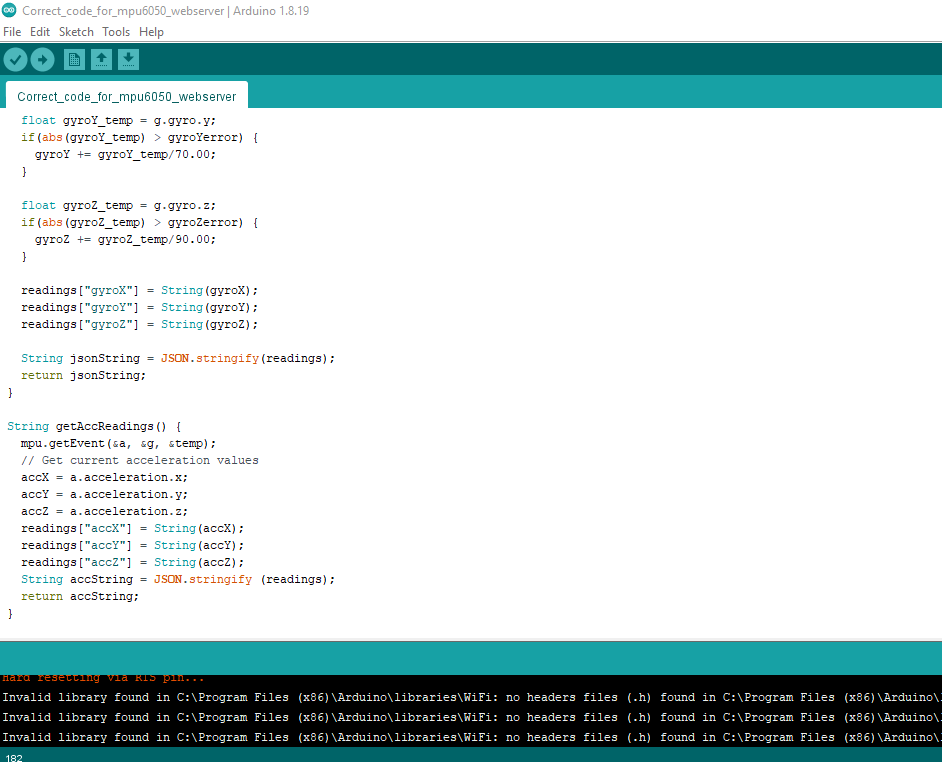 Correct_code_for_mpu6050_webserver | Arduino 1.8.19
File Edit Sketch Tools Help
Correct_code_for_mpu6050_webserver
float gyroY_temp = g.gyro.y;
if(abs(gyroY_temp) > gyroYerror) {
gyroY += gyroY_temp/70.00;
}
float gyroZ_temp = g.gyro.z;
if(abs(gyroZ_temp) > gyroZerror) {
gyroZ += gyroZ_temp/90.00;
}
readings["gyroX"] = String(gyroX);
readings["gyroY"] = String(gyroY);
readings["gyroZ"] = String(gyroZ);
String jsonString = JSON.stringify(readings);
return jsonString;
}
String getAccReadings() {
mpu.getEvent(&a, &g, &temp);
// Get current acceleration values
accX = a.acceleration.x;
accY = a.acceleration.y;
accZ = a.acceleration.z;
readings["accX"] = String(accX);
readings["accY"] = String(accY);
readings["accZ"] = String(accZ);
String accString = JSON.stringify (readings);
return accString;
}
Hard resetting via RTS pin...
Invalid library found in C:\Program Files (x86)\Arduino\libraries\WiFi: no headers files (.h) found in C:\Program Files (x86)\Arduino\
Invalid library found in C:\Program Files (x86)\Arduino\libraries\WiFi: no headers files (.h) found in C:\Program Files (x86)\Arduino\
Invalid library found in C:\Program Files (x86)\Arduino\libraries\WiFi: no headers files (.h) found in C:\Program Files (x86)\Arduino\
182